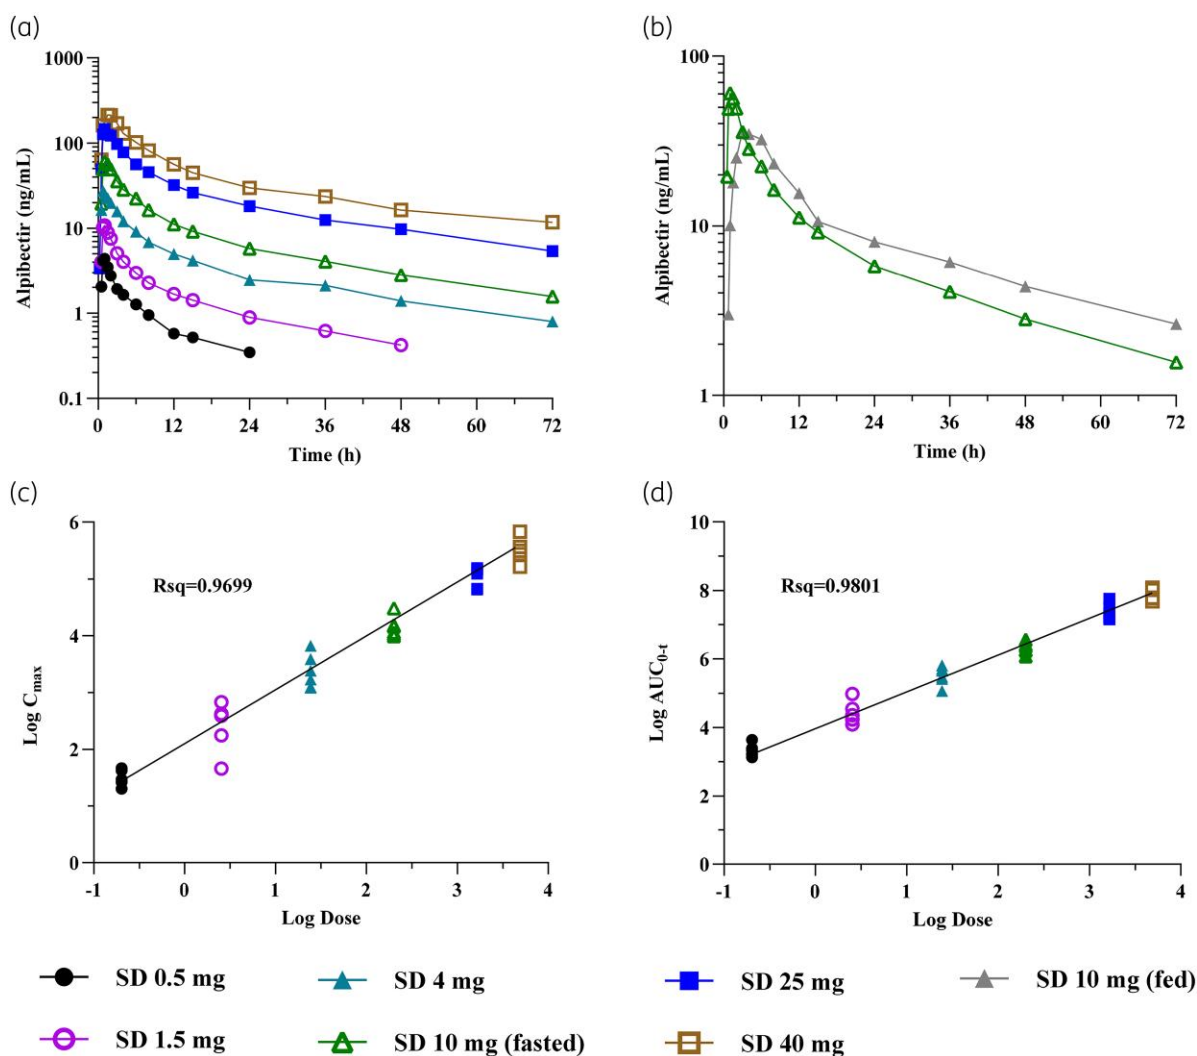 (a)
1000
100
10
1
0.1
Alpibectir (ng/mL)
0 12 24 36 48 60 72
Time (h)
(b)
100
10
1
Alpibectir (ng/mL)
0 12 24 36 48 60 72
Time (h)
(c)
6
4
2
0
Log Cmax
Rsq=0.9699
-1 0 1 2 3 4
Log Dose
(d)
10
8
6
4
2
0
Log AUC0-t
Rsq=0.9801
-1 0 1 2 3 4
Log Dose
SD 0.5 mg
SD 4 mg
SD 25 mg
SD 10 mg (fed)
SD 1.5 mg
SD 10 mg (fasted)
SD 40 mg